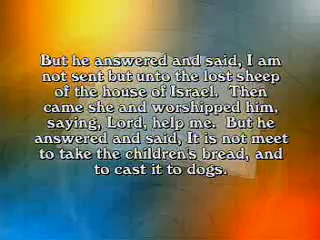 But he answered and said, I am
not sent but unto the lost sheep
of the house of Israel. Then
came she and worshipped him,
saying, Lord, help me. But he
answered and said, It is not meet
to take the children's bread, and
to cast it to dogs.